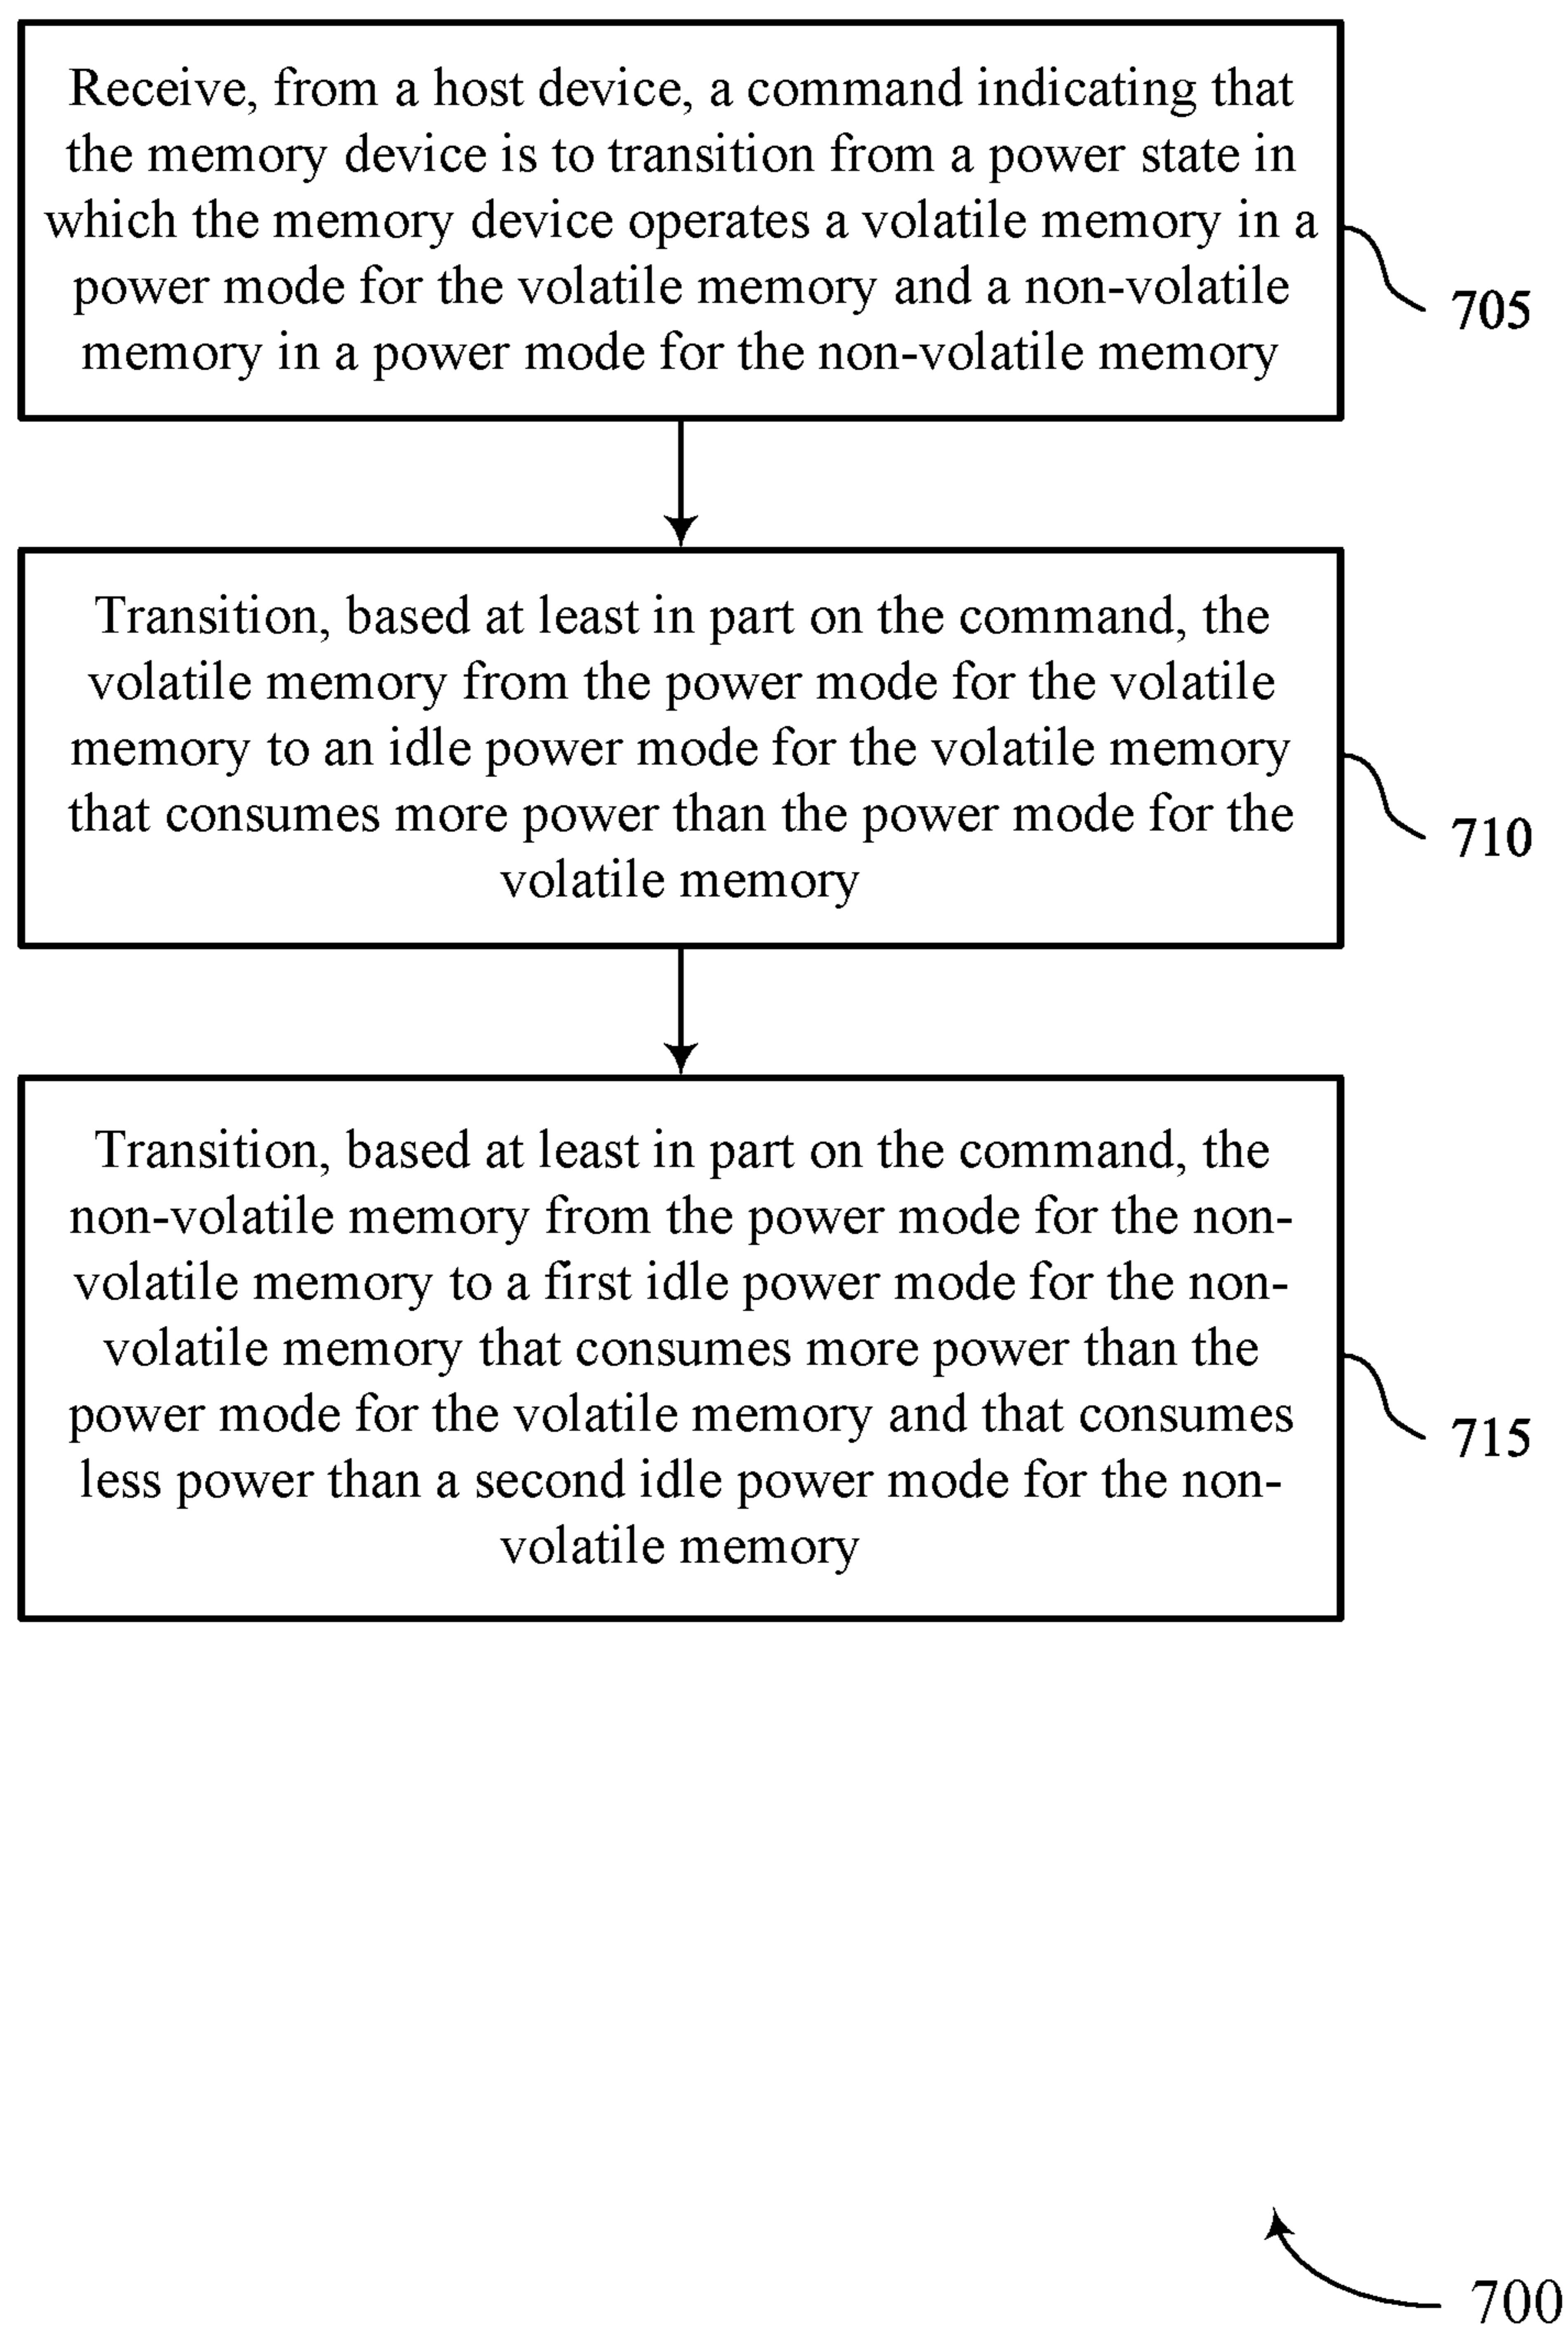 Receive, from a host device, a command indicating that
the memory device is to transition from a power state in
which the memory device operates a volatile memory in a
power mode for the volatile memory and a non-volatile
memory in a power mode for the non-volatile memory
705
Transition, based at least in part on the command, the
volatile memory from the power mode for the volatile
memory to an idle power mode for the volatile memory
that consumes more power than the power mode for the
volatile memory
710
Transition, based at least in part on the command, the
non-volatile memory from the power mode for the non-
volatile memory to a first idle power mode for the non-
volatile memory that consumes more power than the
power mode for the volatile memory and that consumes
less power than a second idle power mode for the non-
volatile memory
715
700